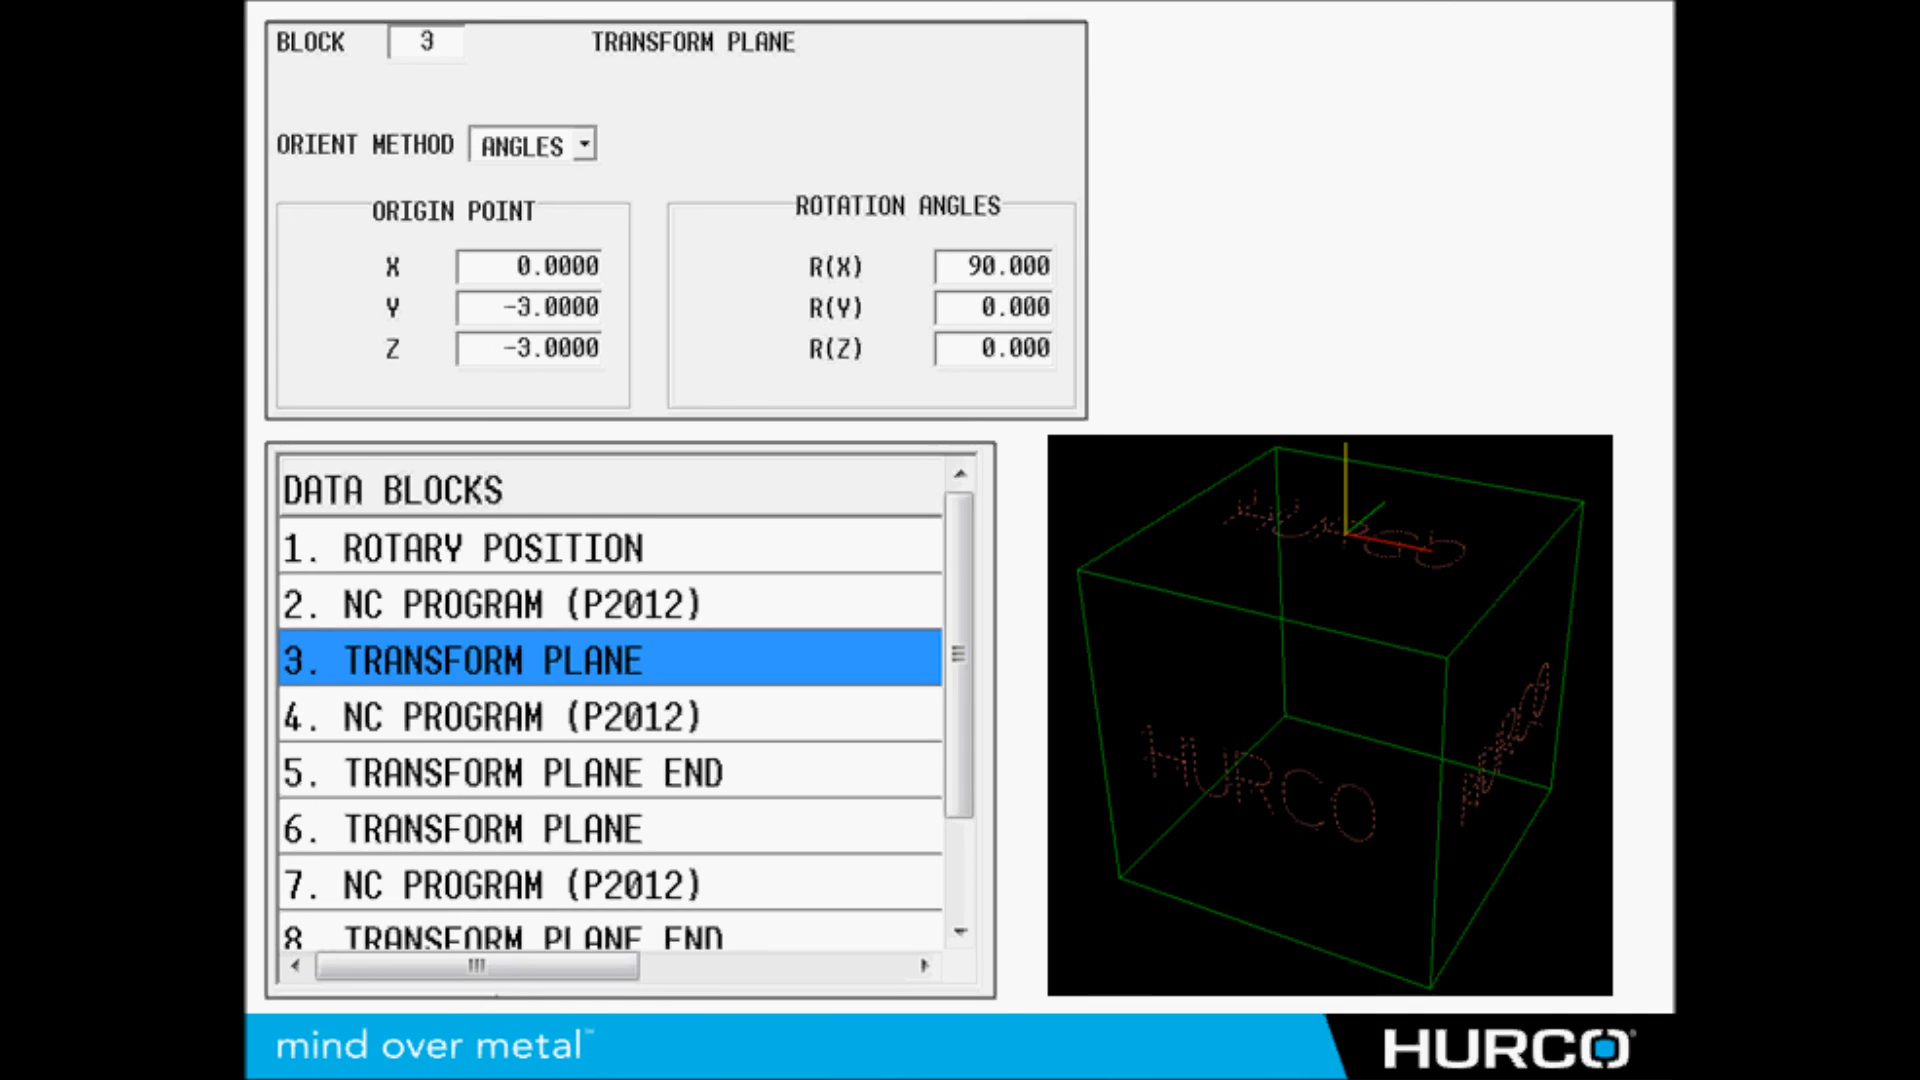 BLOCK 3 TRANSFORM PLANE
ORIENT METHOD ANGLES
ORIGIN POINT
X 0.0000
Y -3.0000
Z -3.0000
ROTATION ANGLES
R(X) 90.000
R(Y) 0.000
R(Z) 0.000
DATA BLOCKS
1. ROTARY POSITION
2. NC PROGRAM (P2012)
3. TRANSFORM PLANE
4. NC PROGRAM (P2012)
5. TRANSFORM PLANE END
6. TRANSFORM PLANE
7. NC PROGRAM (P2012)
8 TRANSFORM PLANE END
HURCO
HURCO
HURCO
mind over metal™
HURCO®